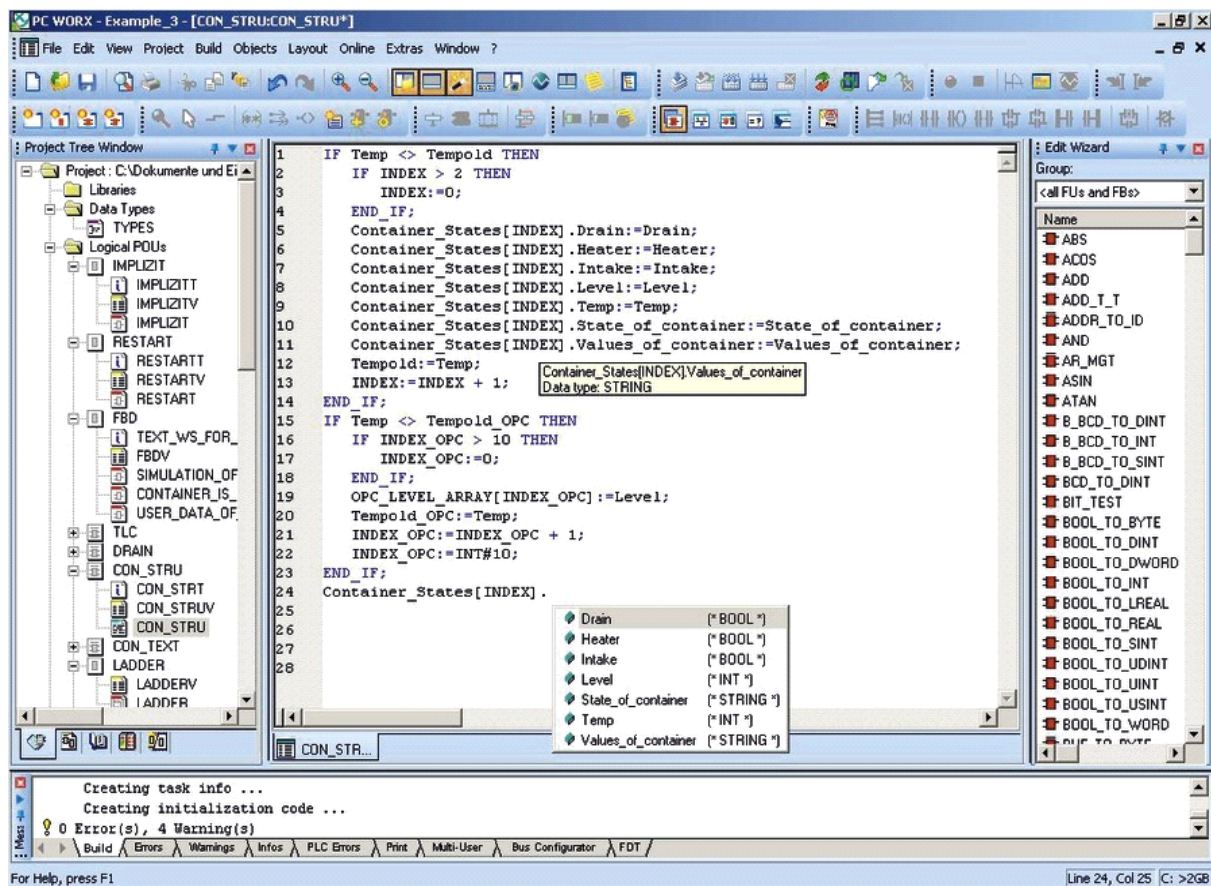 PC WORX - Example_3 - [CON_STRU:CON_STRU*]
File Edit View Project Build Objects Layout Online Extras Window ?
Project Tree Window
Project : C:\Dokumente und Ei
Libraries
Data Types
TYPES
Logical POUs
IMPLIZIT
IMPLIZITT
IMPLIZITV
IMPLIZIT
RESTART
RESTARTT
RESTARTV
RESTART
FBD
TEXT_WS_FOR_
FBDV
SIMULATION_OF
CONTAINER_IS_
USER_DATA_OF_
TLC
DRAIN
CON_STRU
CON_STRT
CON_STRUV
CON_STRU
CON_TEXT
LADDER
LADDERV
LADDER
1 IF Temp <> Tempold THEN
2 IF INDEX > 2 THEN
3 INDEX:=0;
4 END_IF;
5 Container_States[INDEX].Drain:=Drain;
6 Container_States[INDEX].Heater:=Heater;
7 Container_States[INDEX].Intake:=Intake;
8 Container_States[INDEX].Level:=Level;
9 Container_States[INDEX].Temp:=Temp;
10 Container_States[INDEX].State_of_container:=State_of_container;
11 Container_States[INDEX].Values_of_container:=Values_of_container;
12 Tempold:=Temp;
13 INDEX:=INDEX + 1;
Container_States[INDEX].Values_of_container
Data type: STRING
14 END_IF;
15 IF Temp <> Tempold_OPC THEN
16 IF INDEX_OPC > 10 THEN
17 INDEX_OPC:=0;
18 END_IF;
19 OPC_LEVEL_ARRAY[INDEX_OPC]:=Level;
20 Tempold_OPC:=Temp;
21 INDEX_OPC:=INDEX_OPC + 1;
22 INDEX_OPC:=INT#10;
23 END_IF;
24 Container_States[INDEX].
25
26
27
28
Drain (* BOOL *)
Heater (* BOOL *)
Intake (* BOOL *)
Level (* INT *)
State_of_container (* STRING *)
Temp (* INT *)
Values_of_container (* STRING *)
CON_STR...
Edit Wizard
Group:
<all FUs and FBs>
Name
ABS
ACOS
ADD
ADD_T_T
ADDR_TO_ID
AND
AR_MGT
ASIN
ATAN
B_BCD_TO_DINT
B_BCD_TO_INT
B_BCD_TO_SINT
BCD_TO_DINT
BIT_TEST
BOOL_TO_BYTE
BOOL_TO_DINT
BOOL_TO_DWORD
BOOL_TO_INT
BOOL_TO_LREAL
BOOL_TO_REAL
BOOL_TO_SINT
BOOL_TO_UDINT
BOOL_TO_UINT
BOOL_TO_USINT
BOOL_TO_WORD
Mess ...
Creating task info ...
Creating initialization code ...
0 Error(s), 4 Warning(s)
Build Errors Warnings Infos PLC Errors Print Multi-User Bus Configurator FDT
For Help, press F1
Line 24, Col 25 C: >2GB